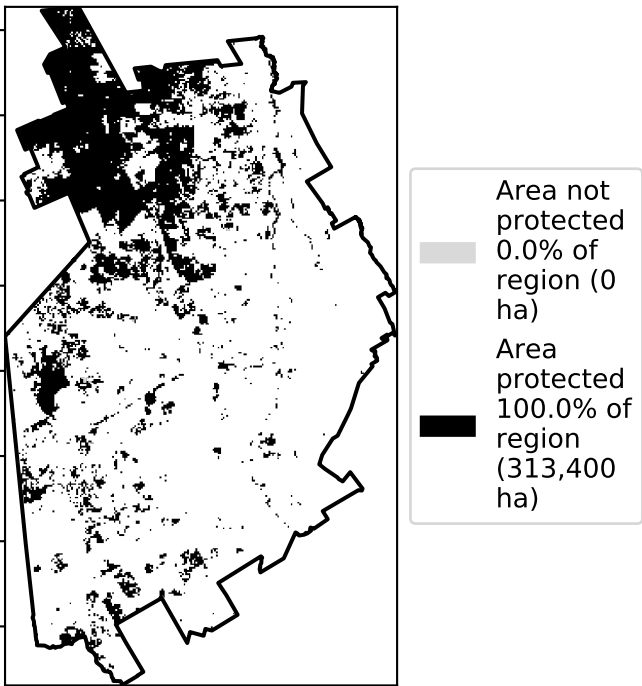 Area not
protected
0.0% of
region (0
ha)
Area
protected
100.0% of
region
(313,400
ha)